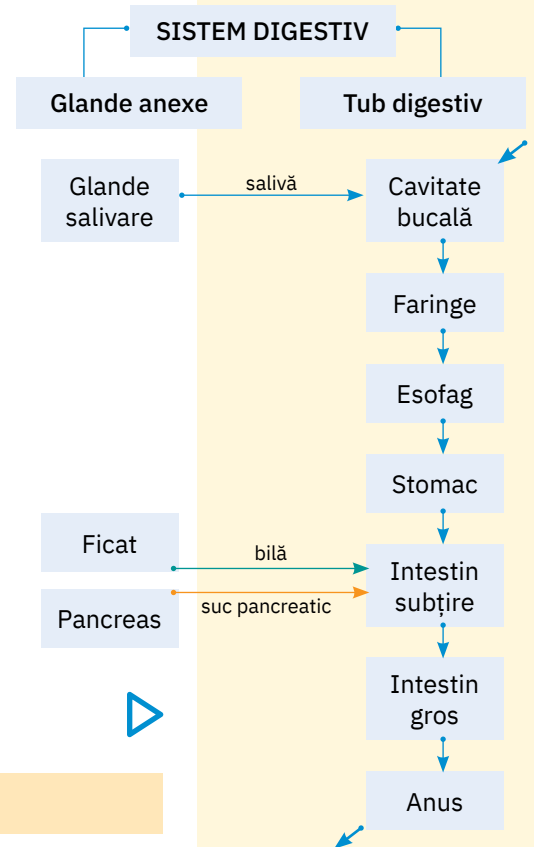 SISTEM DIGESTIV
Glande anexe
Tub digestiv
Glande
salivare
salivă
Cavitate
bucală
Faringe
Esofag
Stomac
Ficat
bilă
Intestin
subțire
Pancreas
suc pancreatic
Intestin
gros
Anus